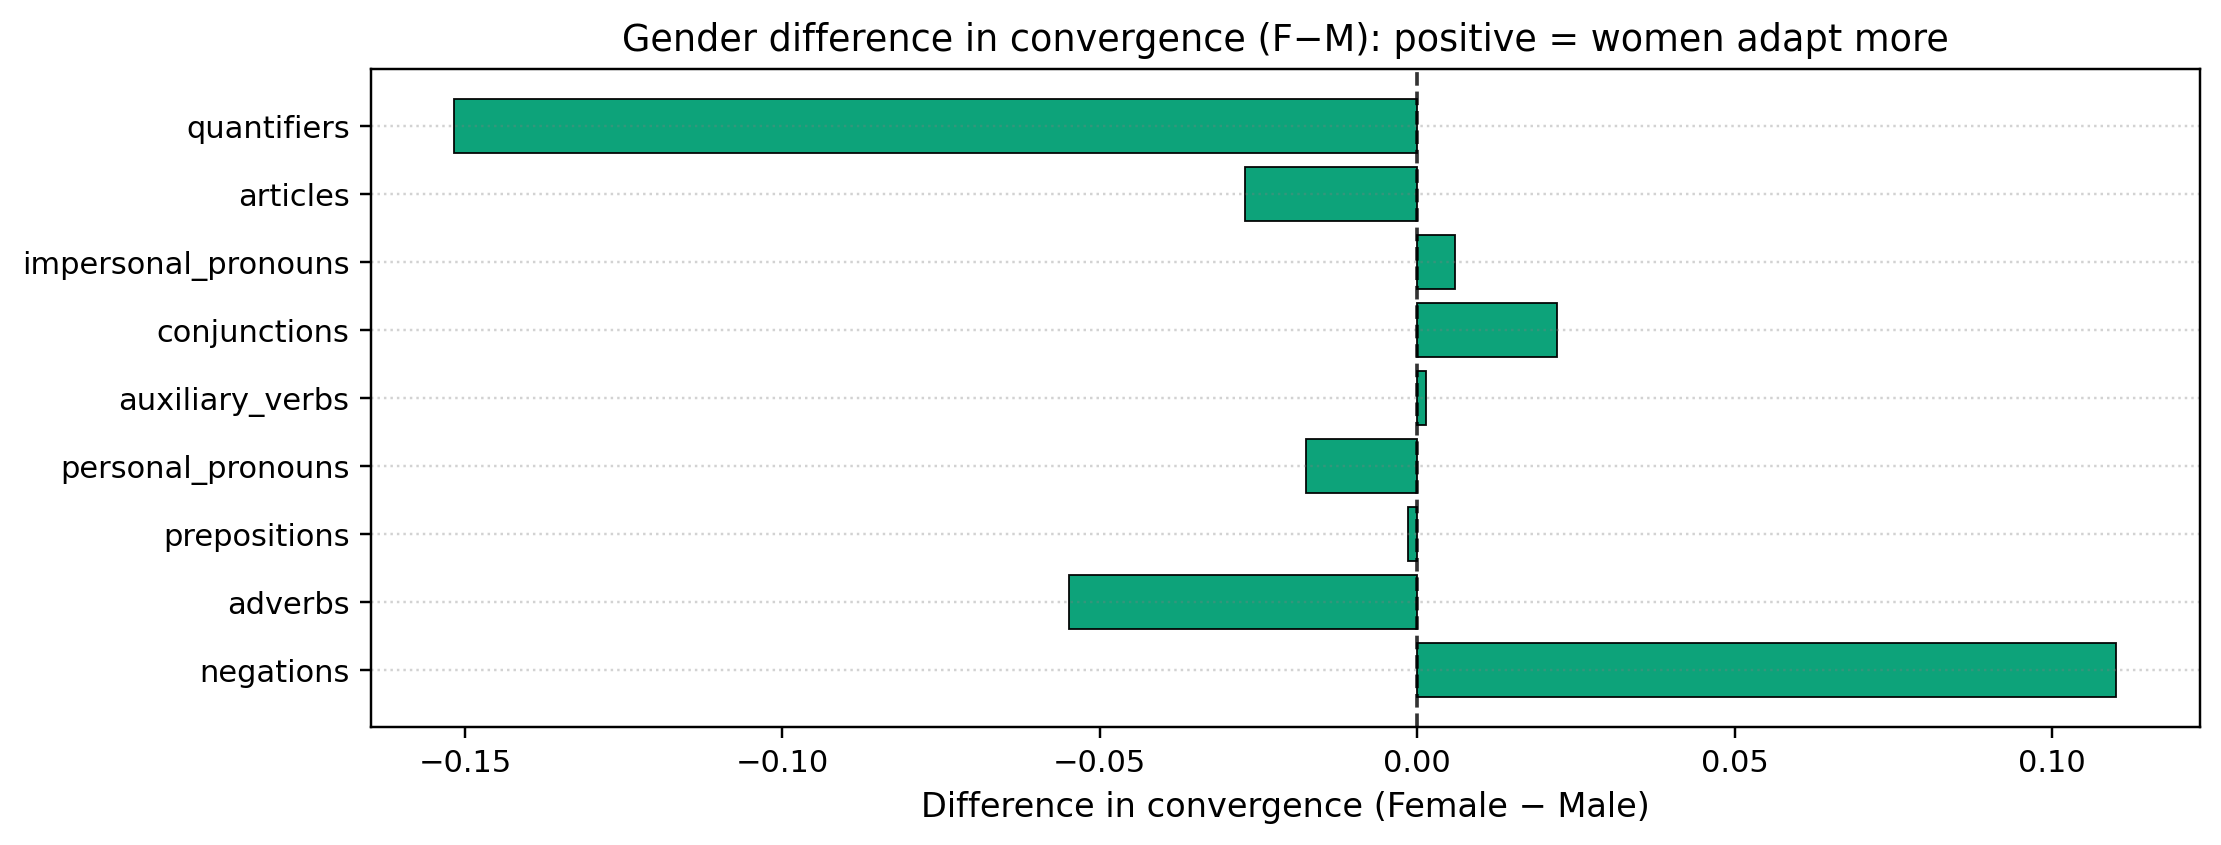 Gender difference in convergence (F−M): positive = women adapt more
quantifiers
articles
impersonal_pronouns
conjunctions
auxiliary_verbs
personal_pronouns
prepositions
adverbs
negations
−0.15 −0.10 −0.05 0.00 0.05 0.10
Difference in convergence (Female − Male)